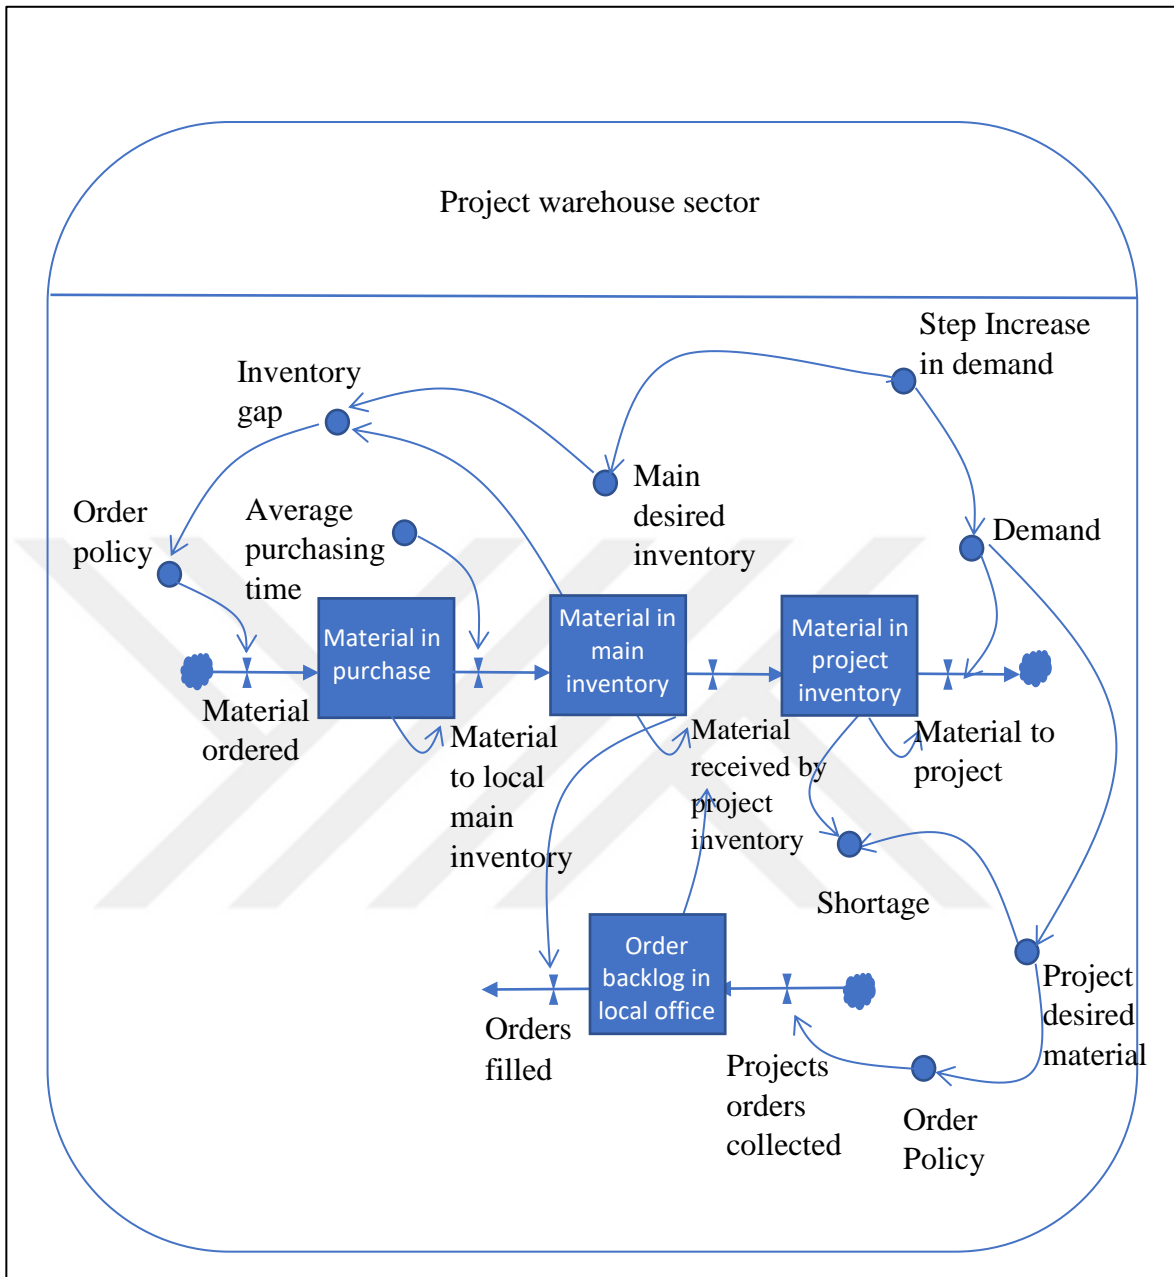 Project warehouse sector
Step Increase
in demand
Inventory
gap
Main
desired
inventory
Order
policy
Average
purchasing
time
Demand
Material in
purchase
Material in
main
inventory
Material in
project
inventory
Material
ordered
Material
to local
main
inventory
Material
received by
project
inventory
Material to
project
Shortage
Order
backlog in
local office
Orders
filled
Projects
orders
collected
Project
desired
material
Order
Policy